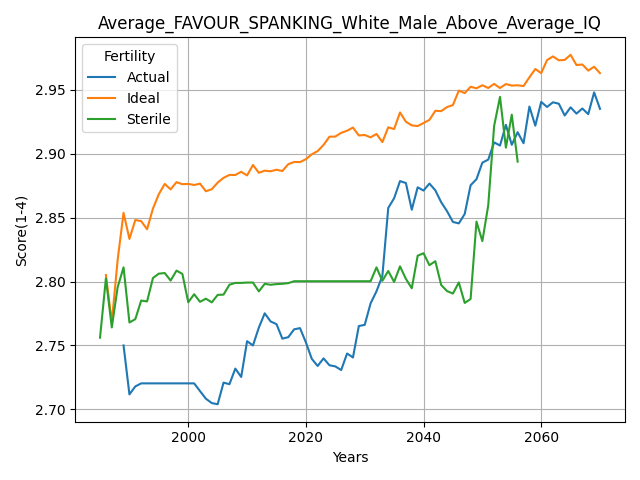 Average_FAVOUR_SPANKING_White_Male_Above_Average_IQ
Fertility
Actual
Ideal
Sterile
Score(1-4)
2.95
2.90
2.85
2.80
2.75
2.70
2000 2020 2040 2060
Years